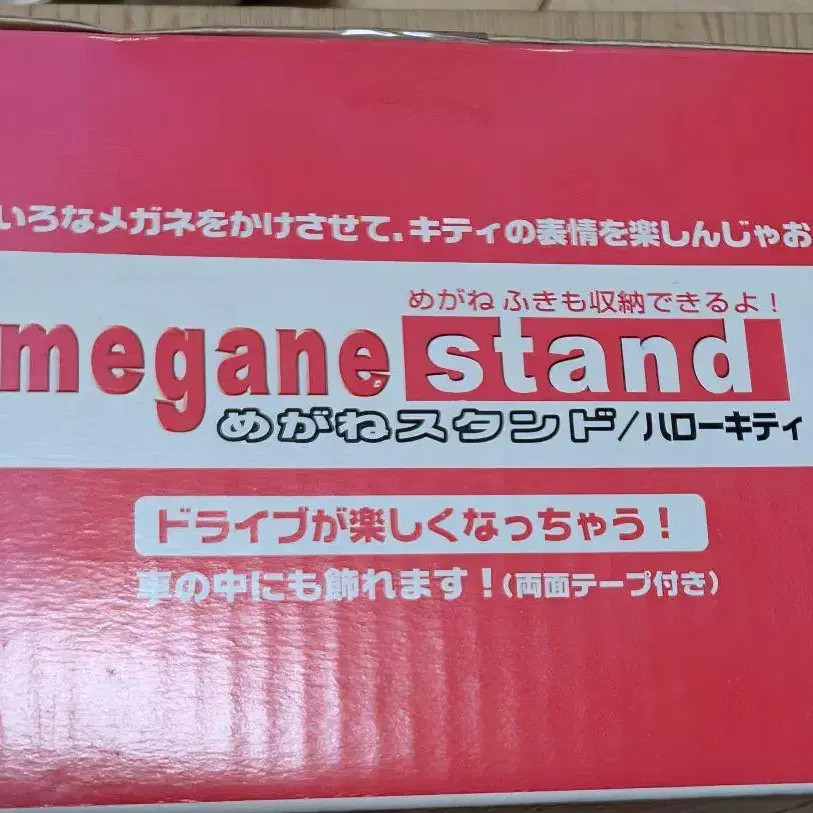 いろなメガネをかけさせて、キティの表情を楽しんじゃお
めがね ふきも収納できるよ！
megane stand
めがねスタンド/ハローキティ
ドライブが楽しくなっちゃう！
車の中にも飾れます！(両面テープ付き)